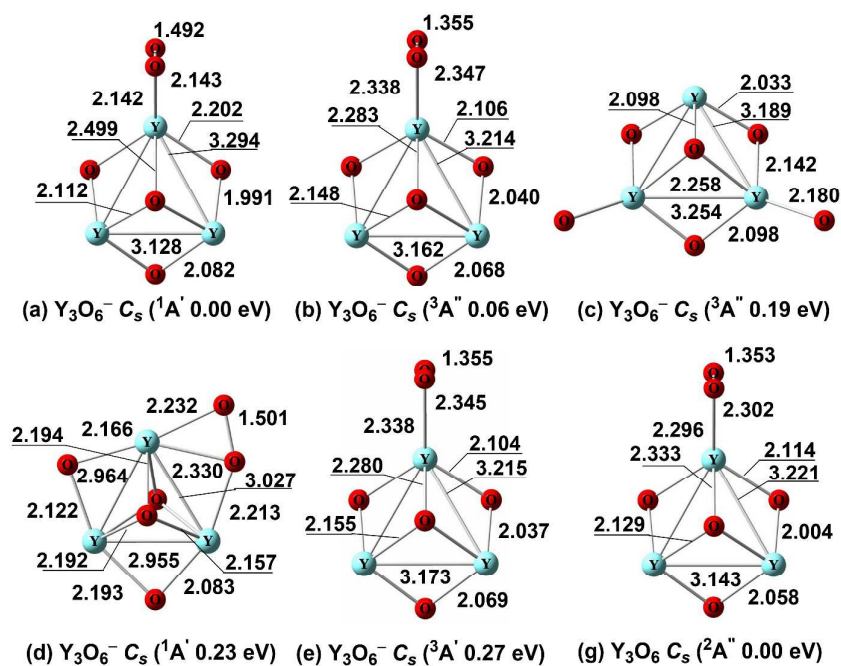 1.492
2.143
2.142
2.202
2.499
3.294
2.112
1.991
3.128
2.082
O
O
Y
O
O
O
Y
Y
O
(a) Y₃O₆⁻ Cₛ (¹A' 0.00 eV)
1.355
2.338
2.347
2.283
2.106
3.214
2.148
2.040
3.162
2.068
O
O
Y
O
O
O
Y
Y
O
(b) Y₃O₆⁻ Cₛ (³A" 0.06 eV)
2.033
2.098
3.189
2.142
2.258
2.180
3.254
2.098
Y
O
O
O
Y
Y
O
O
O
(c) Y₃O₆⁻ Cₛ (³A" 0.19 eV)
2.232
1.501
2.166
2.194
2.964
2.330
3.027
2.122
2.213
2.192
2.955
2.157
2.193
2.083
O
Y
O
O
O
O
Y
Y
O
(d) Y₃O₆⁻ Cₛ (¹A' 0.23 eV)
1.355
2.345
2.338
2.104
2.280
3.215
2.155
2.037
3.173
2.069
O
O
Y
O
O
O
Y
Y
O
(e) Y₃O₆⁻ Cₛ (³A' 0.27 eV)
1.353
2.302
2.296
2.333
2.114
3.221
2.129
2.004
3.143
2.058
O
O
Y
O
O
O
Y
Y
O
(g) Y₃O₆ Cₛ (²A" 0.00 eV)